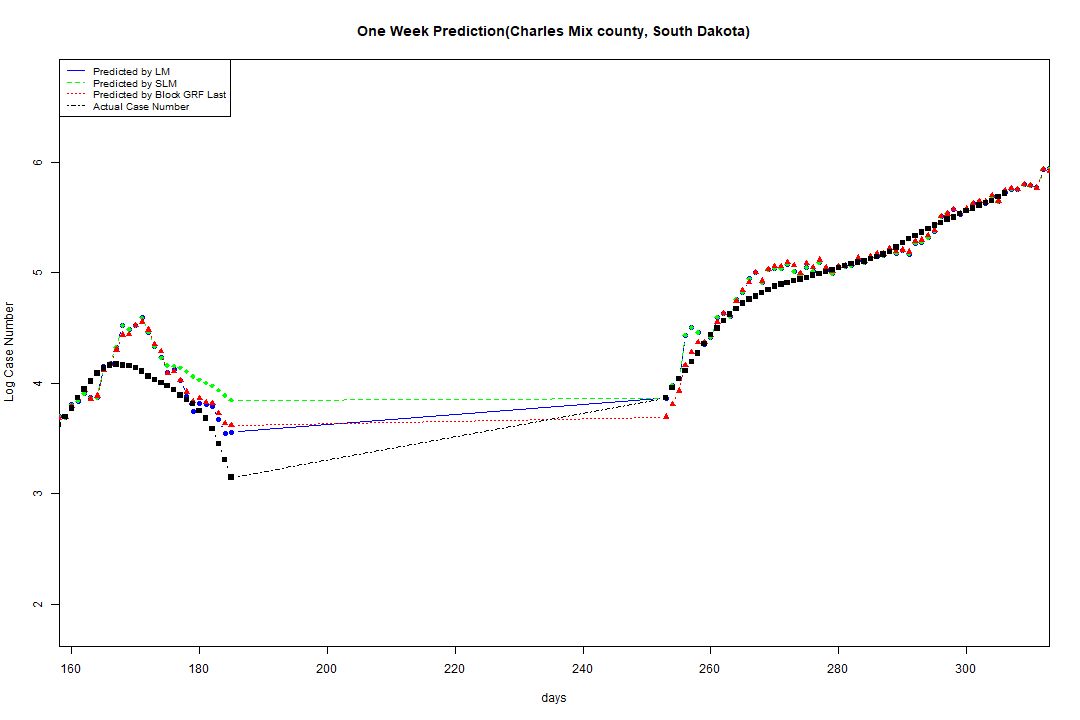 One Week Prediction(Charles Mix county, South Dakota)
Predicted by LM
Predicted by SLM
Predicted by Block GRF Last
Actual Case Number
6
5
4
3
2
Log Case Number
160 180 200 220 240 260 280 300
days